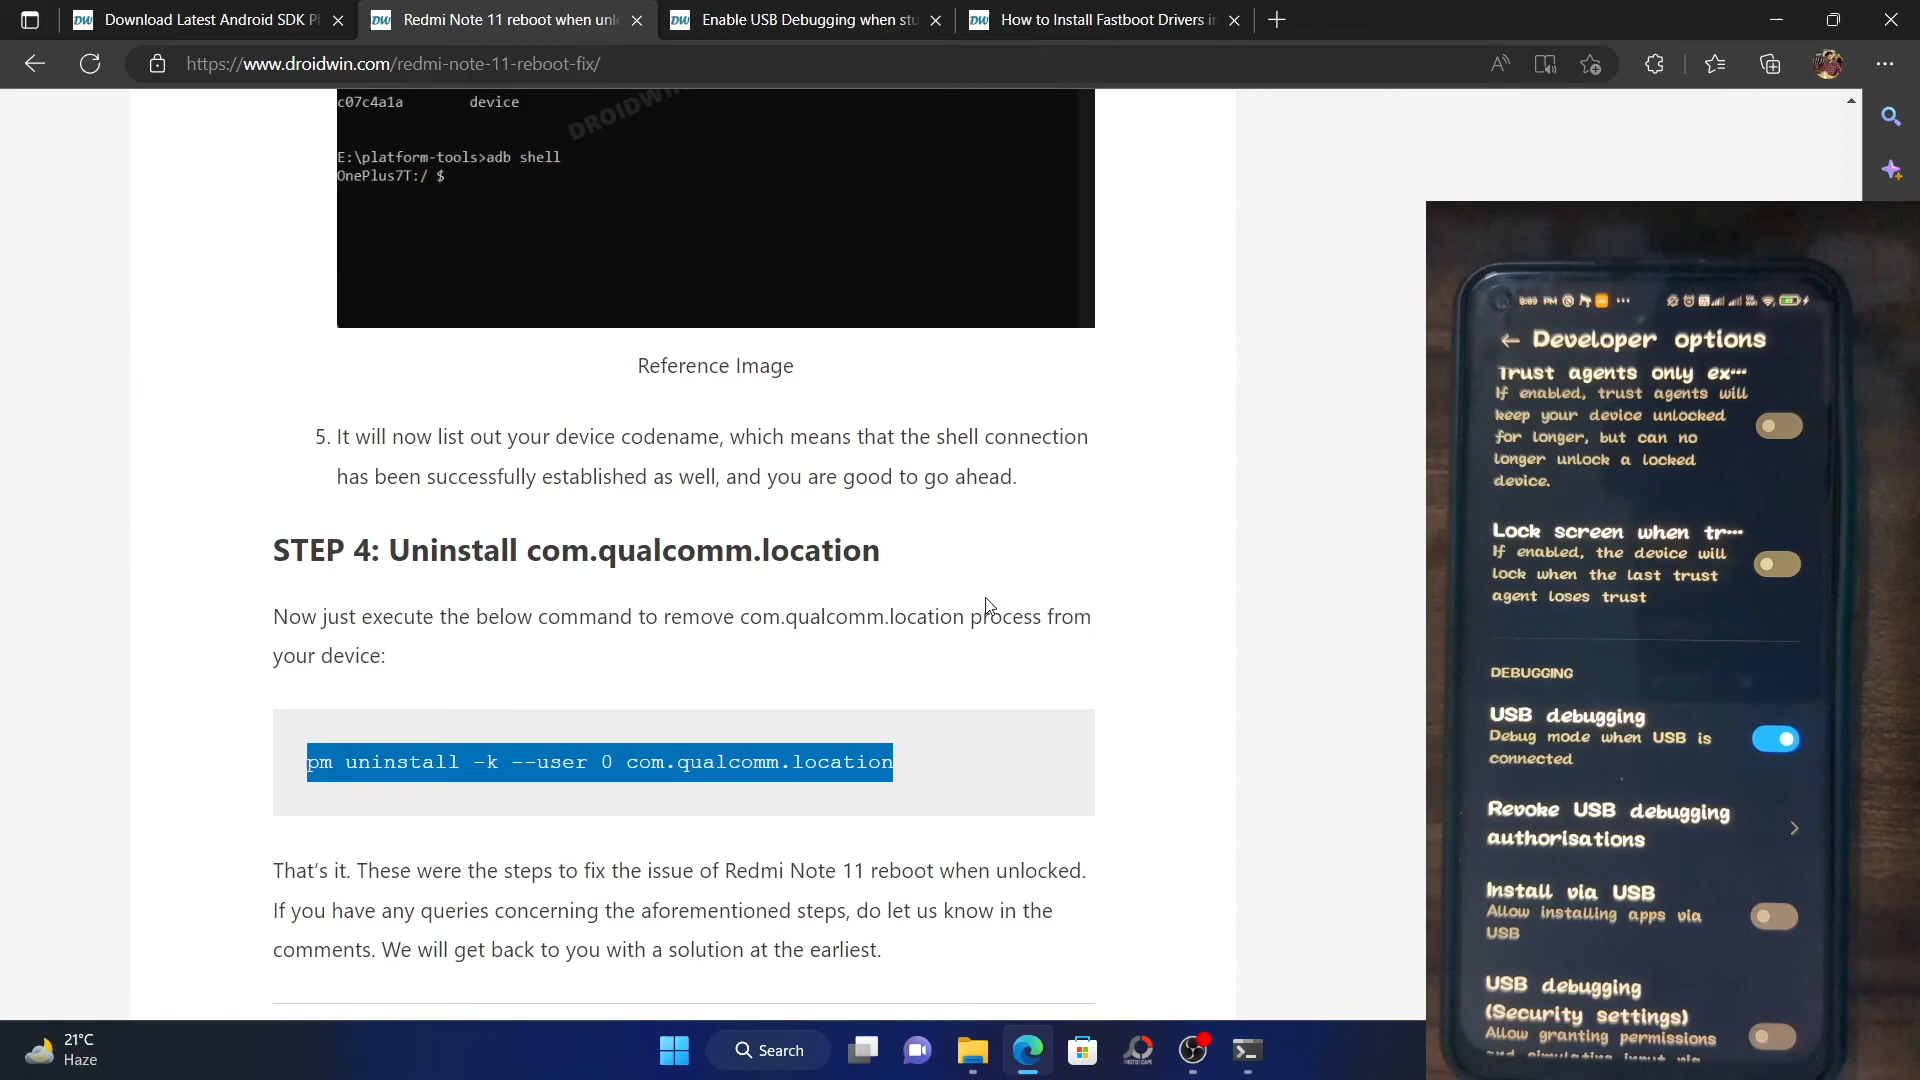 Download Latest Android SDK Pl
Redmi Note 11 reboot when unl
Enable USB Debugging when stu
How to Install Fastboot Drivers in
https://www.droidwin.com/redmi-note-11-reboot-fix/
c07c4a1a device
DROIDWIN
E:\platform-tools>adb shell
OnePlus7T:/ $
Reference Image
5. It will now list out your device codename, which means that the shell connection
has been successfully established as well, and you are good to go ahead.
STEP 4: Uninstall com.qualcomm.location
Now just execute the below command to remove com.qualcomm.location process from
your device:
pm uninstall -k --user 0 com.qualcomm.location
That's it. These were the steps to fix the issue of Redmi Note 11 reboot when unlocked.
If you have any queries concerning the aforementioned steps, do let us know in the
comments. We will get back to you with a solution at the earliest.
8:09 PM
Developer options
Trust agents only ex...
If enabled, trust agents will
keep your device unlocked
for longer, but can no
longer unlock a locked
device.
Lock screen when tr...
If enabled, the device will
lock when the last trust
agent loses trust
DEBUGGING
USB debugging
Debug mode when USB is
connected
Revoke USB debugging
authorisations
Install via USB
Allow installing apps via
USB
USB debugging
(Security settings)
Allow granting permissions
and simulating input via
21°C
Haze
Search